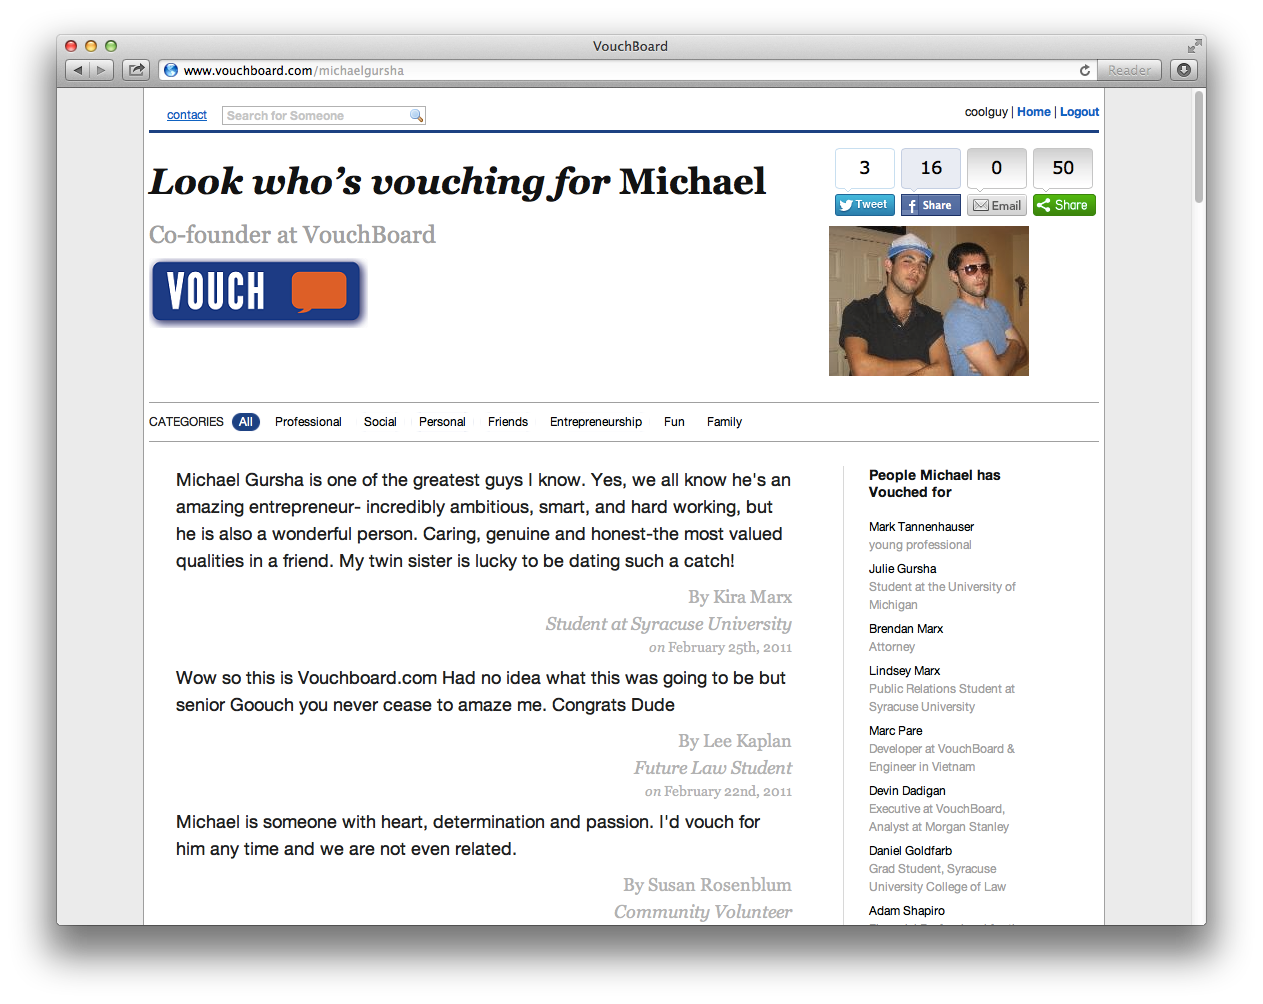 VouchBoard
www.vouchboard.com/michaelgursha
Reader
contact
Search for Someone
coolguy | Home | Logout
Look who's vouching for Michael
3
16
0
50
Tweet
Share
Email
Share
Co-founder at VouchBoard
VOUCH
CATEGORIES All Professional Social Personal Friends Entrepreneurship Fun Family
Michael Gursha is one of the greatest guys I know. Yes, we all know he's an
amazing entrepreneur- incredibly ambitious, smart, and hard working, but
he is also a wonderful person. Caring, genuine and honest-the most valued
qualities in a friend. My twin sister is lucky to be dating such a catch!
By Kira Marx
Student at Syracuse University
on February 25th, 2011
Wow so this is Vouchboard.com Had no idea what this was going to be but
senior Goouch you never cease to amaze me. Congrats Dude
By Lee Kaplan
Future Law Student
on February 22nd, 2011
Michael is someone with heart, determination and passion. I'd vouch for
him any time and we are not even related.
By Susan Rosenblum
Community Volunteer
People Michael has
Vouched for
Mark Tannenhauser
young professional
Julie Gursha
Student at the University of
Michigan
Brendan Marx
Attorney
Lindsey Marx
Public Relations Student at
Syracuse University
Marc Pare
Developer at VouchBoard &
Engineer in Vietnam
Devin Dadigan
Executive at VouchBoard,
Analyst at Morgan Stanley
Daniel Goldfarb
Grad Student, Syracuse
University College of Law
Adam Shapiro